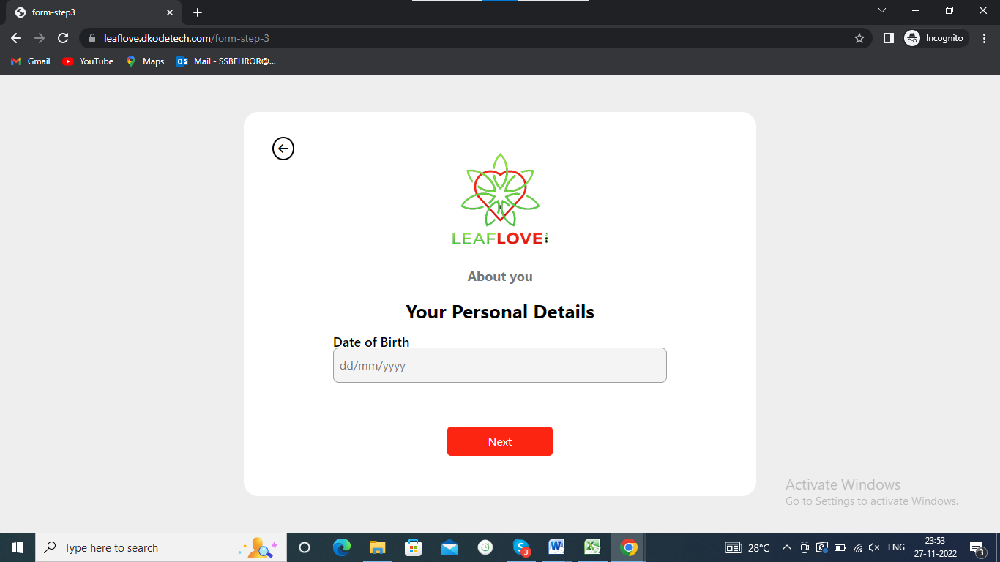 form-step3
leaflove.dkodetech.com/form-step-3
Incognito
Gmail YouTube Maps Mail - SSBEHROR@...
LEAFLOVE
About you
Your Personal Details
Date of Birth
dd/mm/yyyy
Next
Activate Windows
Go to Settings to activate Windows.
Type here to search
3
28°C
ENG
23:53
27-11-2022
3